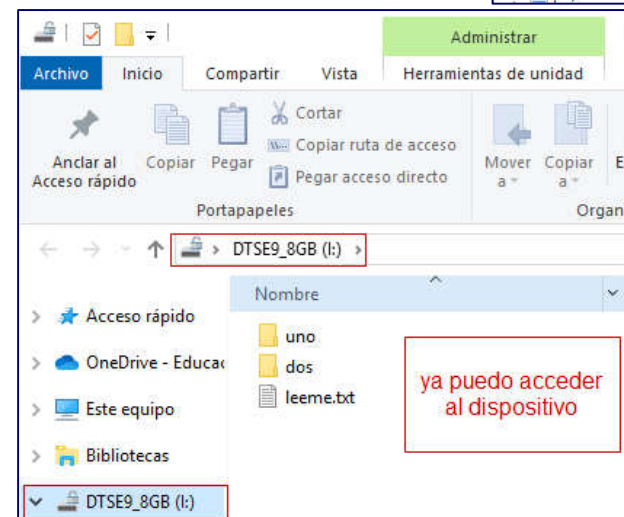 Administrar
Archivo Inicio Compartir Vista Herramientas de unidad
Cortar
Copiar ruta de acceso
Pegar acceso directo
Anclar al
Acceso rápido
Copiar Pegar
Mover
a
Copiar
a
Portapapeles
DTSE9_8GB (I:)
Nombre
Acceso rápido
OneDrive - Educac
Este equipo
Bibliotecas
DTSE9_8GB (I:)
uno
dos
leeme.txt
ya puedo acceder
al dispositivo